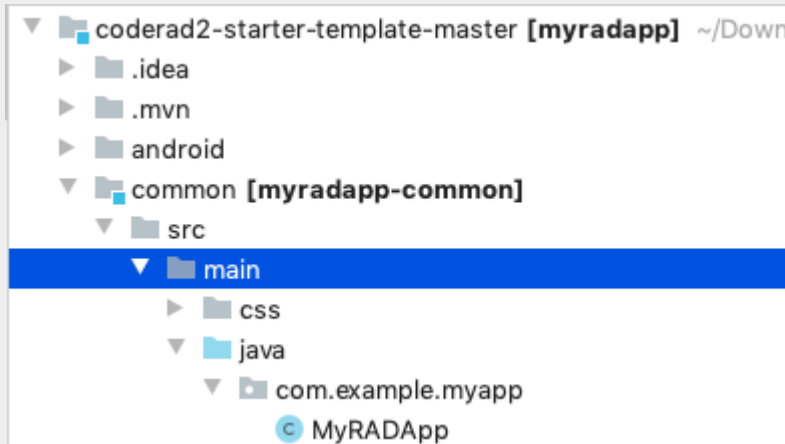 coderad2-starter-template-master [myradapp] ~/Down
.idea
.mvn
android
common [myradapp-common]
src
main
css
java
com.example.myapp
C MyRADApp